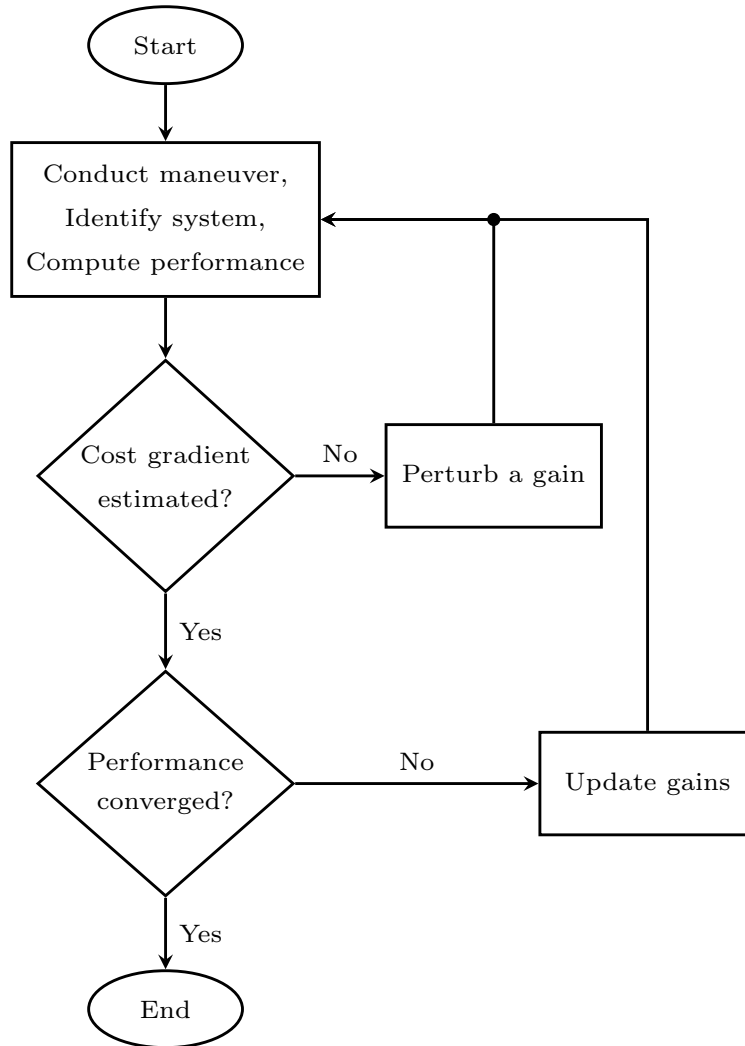 Start
Conduct maneuver,
Identify system,
Compute performance
Cost gradient
estimated?
No
Perturb a gain
Yes
Performance
converged?
No
Update gains
Yes
End